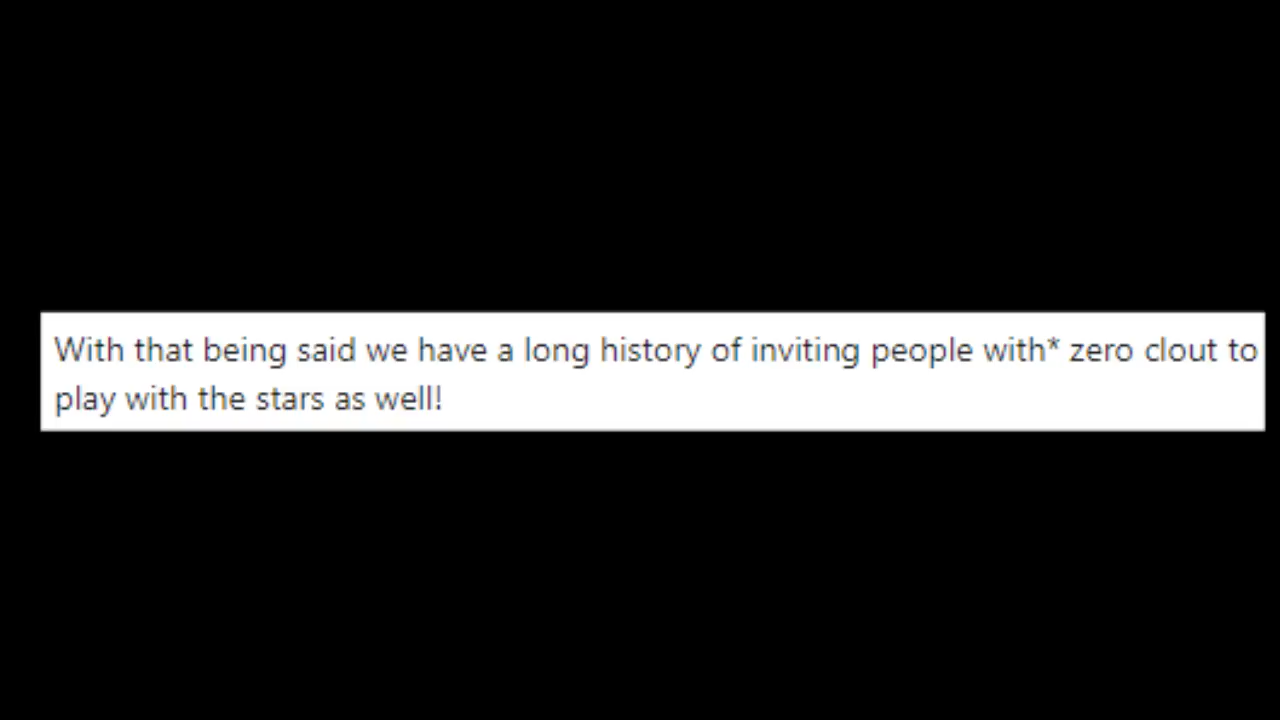 With that being said we have a long history of inviting people with* zero clout to
play with the stars as well!